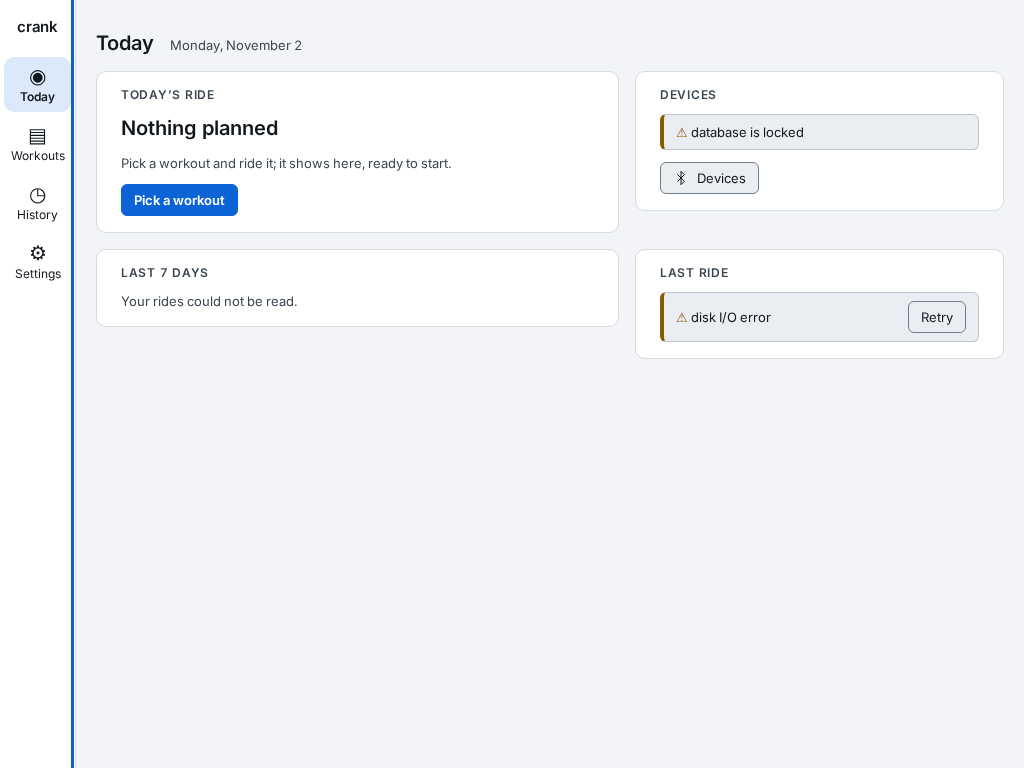 crank
Today
Workouts
History
Settings
Today
Monday, November 2
TODAY’S RIDE
Nothing planned
Pick a workout and ride it; it shows here, ready to start.
Pick a workout
DEVICES
⚠ database is locked
Devices
LAST 7 DAYS
Your rides could not be read.
LAST RIDE
⚠ disk I/O error
Retry